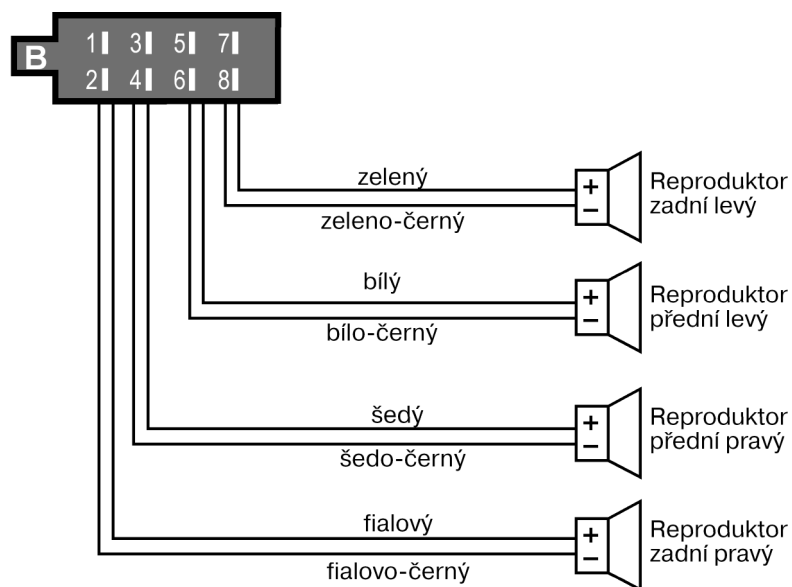 B
1 3 5 7
2 4 6 8
zelený
zeleno-černý
+
−
Reproduktor
zadní levý
bílý
bílo-černý
+
−
Reproduktor
přední levý
šedý
šedo-černý
+
−
Reproduktor
přední pravý
fialový
fialovo-černý
+
−
Reproduktor
zadní pravý